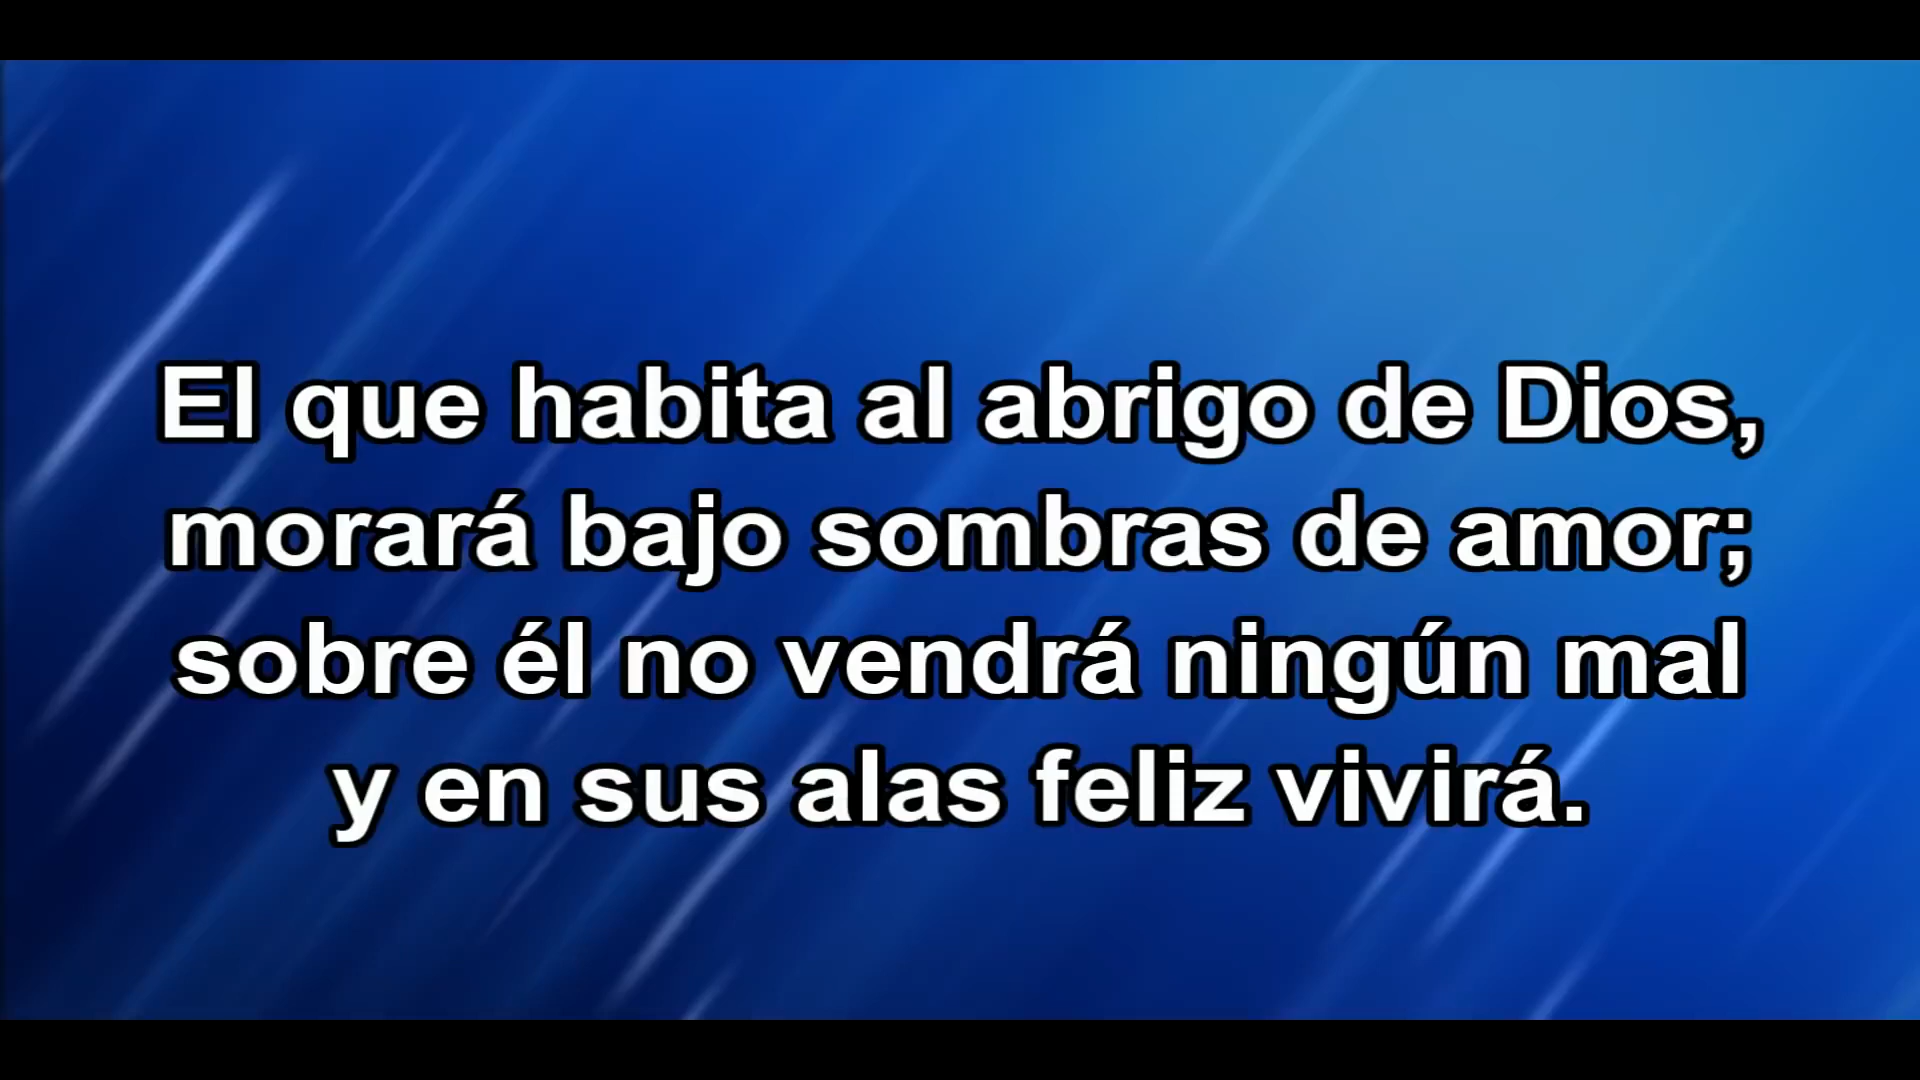 El que habita al abrigo de Dios,
morará bajo sombras de amor;
sobre él no vendrá ningún mal
y en sus alas feliz vivirá.